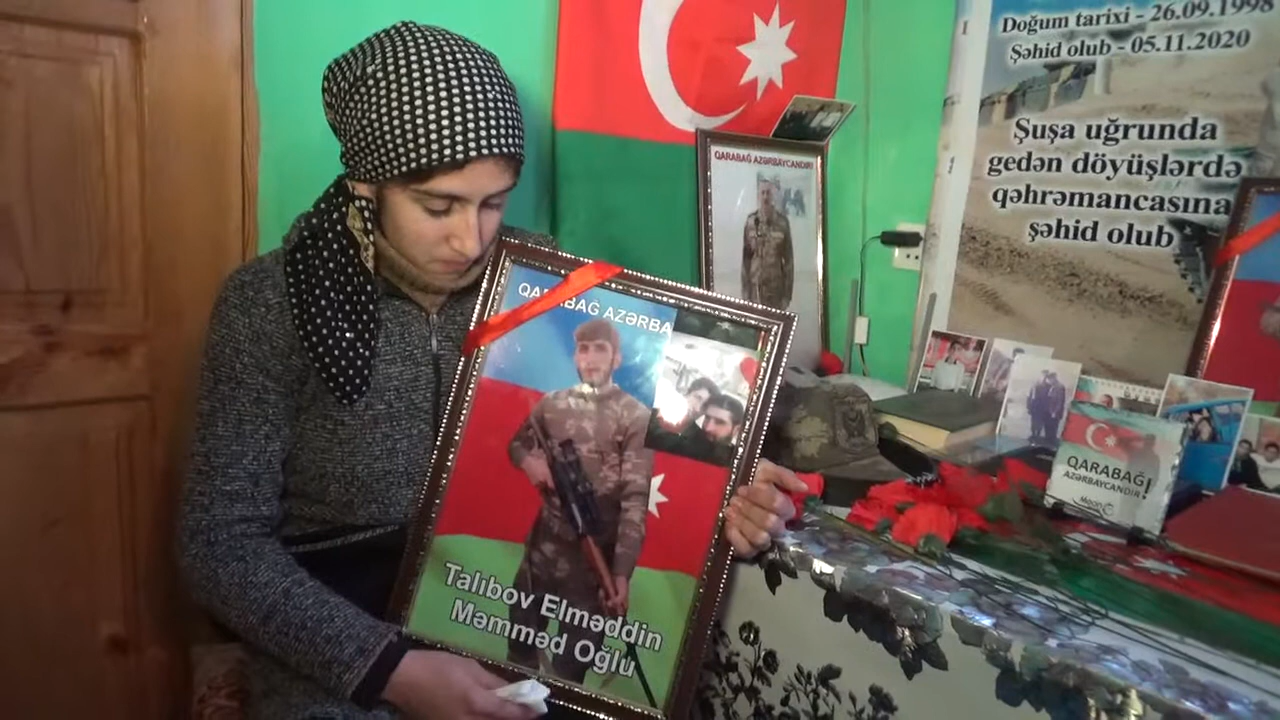 Doğum tarixi - 26.09.1998
Şəhid olub - 05.11.2020
Şuşa uğrunda
gedən döyüşlərdə
qəhrəmancasına
şəhid olub
QARABAĞ AZƏRBAYCANDIR!
QARABAĞ AZƏRBA
Talıbov Elməddin
Məmməd Oğlu
QARABAĞ
AZƏRBAYCANDIR!